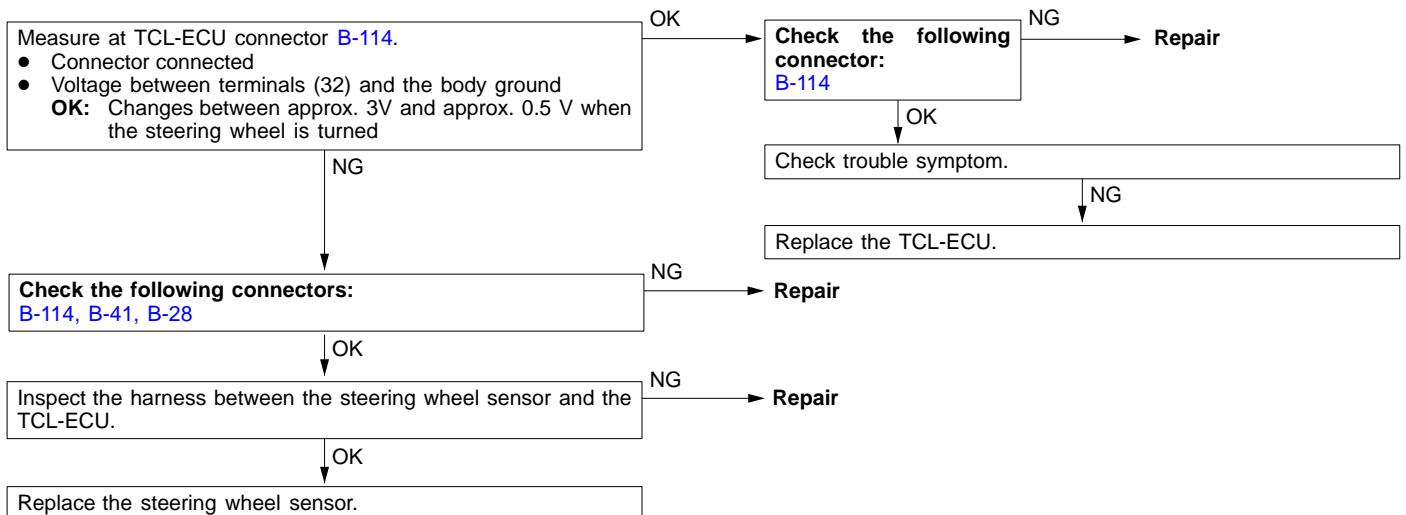 Measure at TCL-ECU connector B-114.
● Connector connected
● Voltage between terminals (32) and the body ground
OK: Changes between approx. 3V and approx. 0.5 V when
the steering wheel is turned
OK
Check the following
connector:
B-114
NG
Repair
OK
Check trouble symptom.
NG
Replace the TCL-ECU.
NG
Check the following connectors:
B-114, B-41, B-28
NG
Repair
OK
Inspect the harness between the steering wheel sensor and the
TCL-ECU.
NG
Repair
OK
Replace the steering wheel sensor.